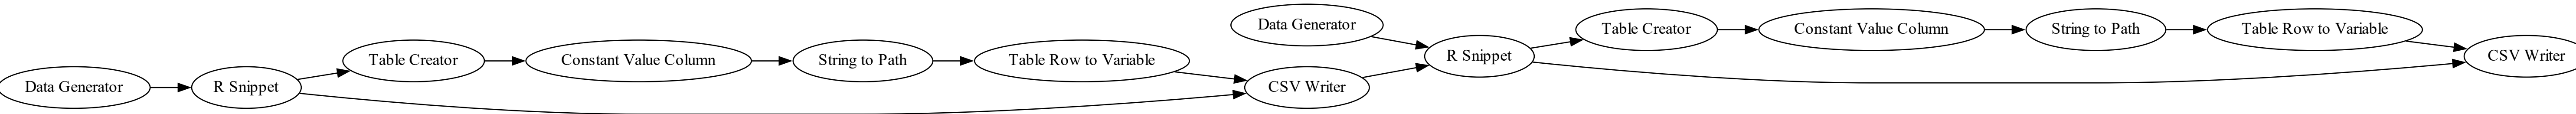 Data Generator
R Snippet
Table Creator
Constant Value Column
String to Path
Table Row to Variable
CSV Writer
Data Generator
R Snippet
Table Creator
Constant Value Column
String to Path
Table Row to Variable
CSV Writer